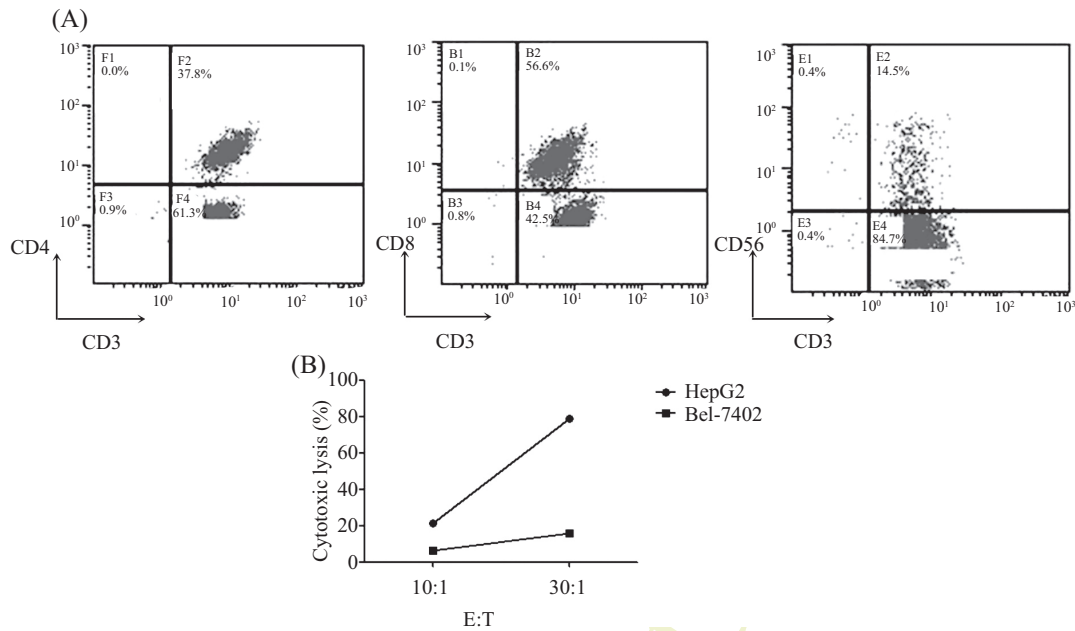 (A)
10³
10²
10¹
10⁰
F1
0.0%
F2
37.8%
F3
0.9%
F4
61.3%
10⁰ 10¹ 10² 10³
CD4
CD3
10³
10²
10¹
10⁰
B1
0.1%
B2
56.6%
B3
0.8%
B4
42.5%
10⁰ 10¹ 10² 10³
CD8
CD3
10³
10²
10¹
10⁰
E1
0.4%
E2
14.5%
E3
0.4%
E4
84.7%
10⁰ 10¹ 10² 10³
CD56
CD3
(B)
Cytotoxic lysis (%)
100
80
60
40
20
0
10:1 30:1
E:T
HepG2
Bel-7402